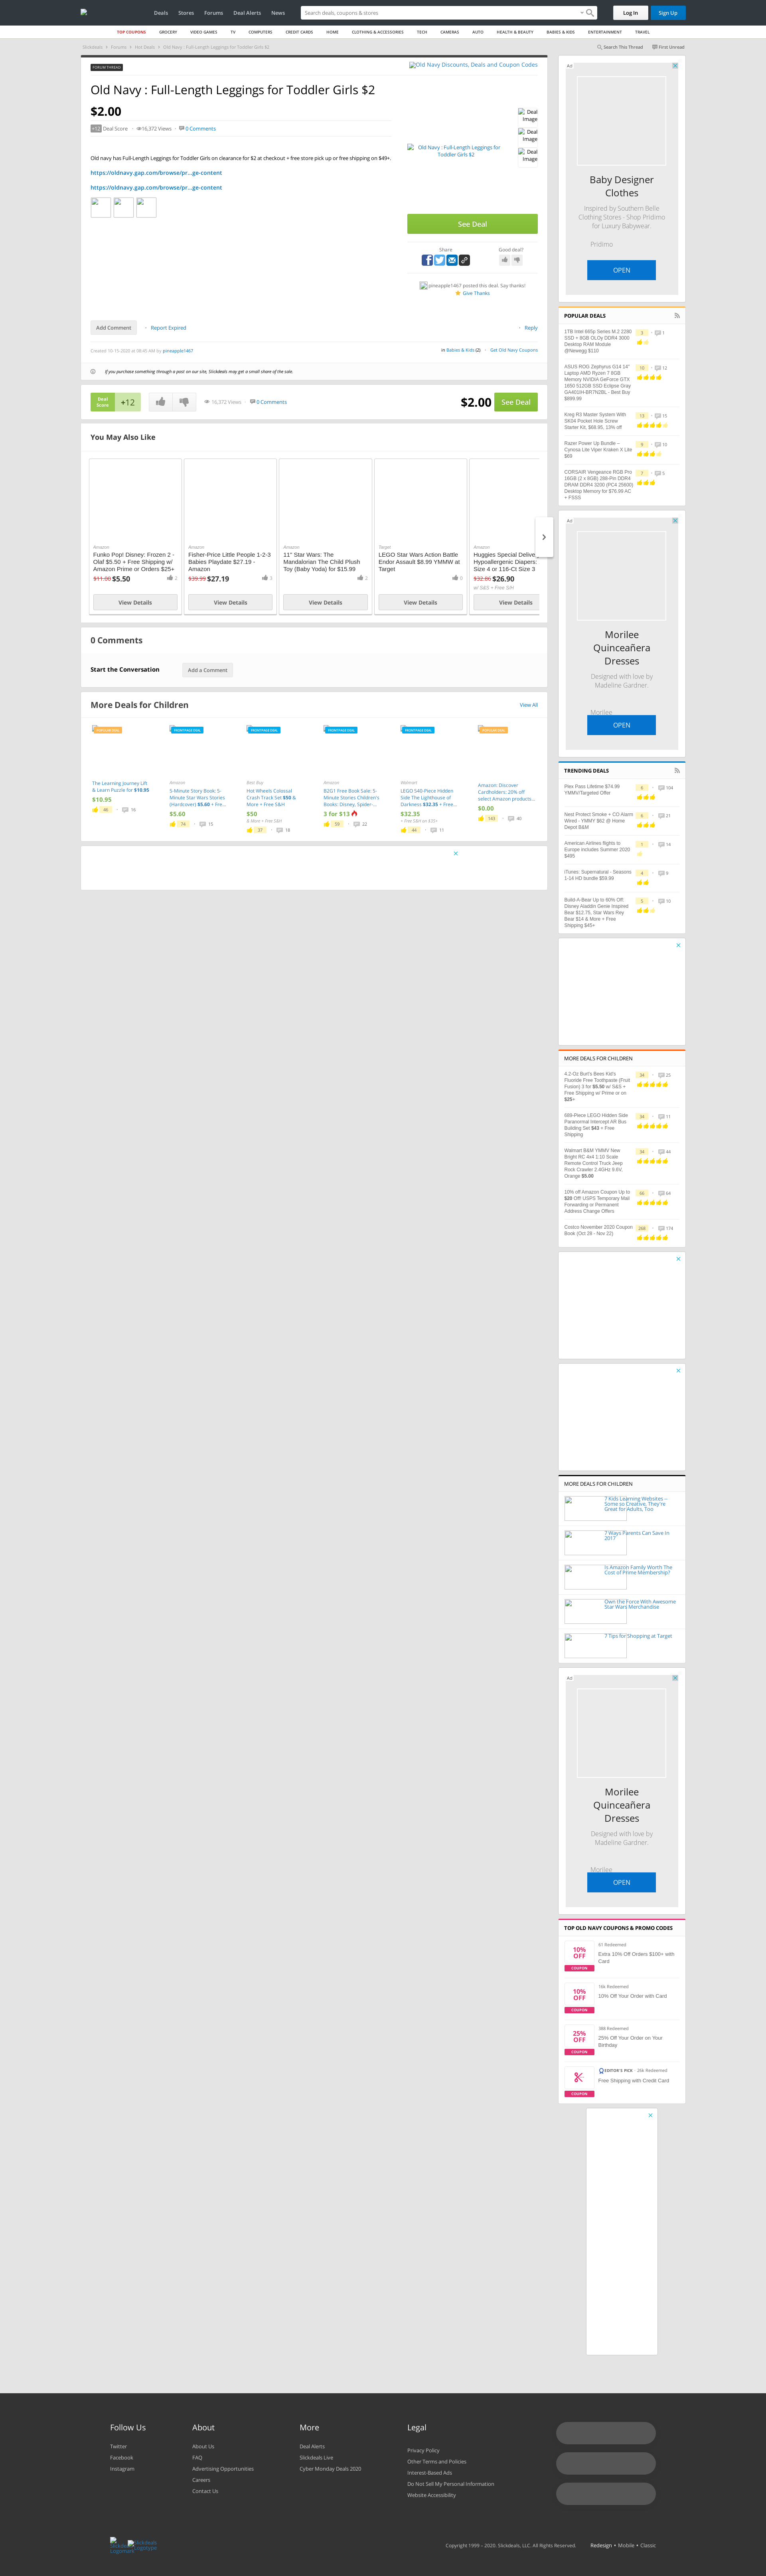 Deals
Stores
Forums
Deal Alerts
News
Search deals, coupons & stores
Log In
Sign Up
TOP COUPONS
GROCERY
VIDEO GAMES
TV
COMPUTERS
CREDIT CARDS
HOME
CLOTHING & ACCESSORIES
TECH
CAMERAS
AUTO
HEALTH & BEAUTY
BABIES & KIDS
ENTERTAINMENT
TRAVEL
Slickdeals
Forums
Hot Deals
Old Navy : Full-Length Leggings for Toddler Girls $2
Search This Thread
First Unread
FORUM THREAD
Old Navy : Full-Length Leggings for Toddler Girls $2
$2.00
+12 Deal Score
16,372 Views
0 Comments
Old navy has Full-Length Leggings for Toddler Girls on clearance for $2 at checkout + free store pick up or free shipping on $49+.
https://oldnavy.gap.com/browse/pr...ge-content
https://oldnavy.gap.com/browse/pr...ge-content
Old Navy Discounts, Deals and Coupon Codes
Old Navy : Full-Length Leggings for Toddler Girls $2
Deal Image
Deal Image
Deal Image
See Deal
Share
Good deal?
pineapple1467 posted this deal. Say thanks!
Give Thanks
Add Comment
Report Expired
Reply
Created 10-15-2020 at 08:45 AM by pineapple1467
in Babies & Kids (2)
Get Old Navy Coupons
If you purchase something through a post on our site, Slickdeals may get a small share of the sale.
Deal Score
+12
16,372 Views
0 Comments
$2.00
See Deal
You May Also Like
Amazon
Funko Pop! Disney: Frozen 2 - Olaf $5.50 + Free Shipping w/ Amazon Prime or Orders $25+
$11.00 $5.50
2
View Details
Amazon
Fisher-Price Little People 1-2-3 Babies Playdate $27.19 - Amazon
$39.99 $27.19
3
View Details
Amazon
11" Star Wars: The Mandalorian The Child Plush Toy (Baby Yoda) for $15.99
2
View Details
Target
LEGO Star Wars Action Battle Endor Assault $8.99 YMMW at Target
0
View Details
Amazon
Huggies Special Delive
Hypoallergenic Diapers:
Size 4 or 116-Ct Size 3
$32.86 $26.90
w/ S&S + Free S/H
View Details
0 Comments
Start the Conversation
Add a Comment
More Deals for Children
View All
POPULAR DEAL
The Learning Journey Lift & Learn Puzzle for $10.95
$10.95
46
16
FRONTPAGE DEAL
Amazon
5-Minute Story Book: 5-Minute Star Wars Stories (Hardcover) $5.60 + Fre...
$5.60
74
15
FRONTPAGE DEAL
Best Buy
Hot Wheels Colossal Crash Track Set $50 & More + Free S&H
$50
& More + Free S&H
27
18
FRONTPAGE DEAL
Amazon
B2G1 Free Book Sale: 5-Minute Stories Children's Books: Disney, Spider-...
3 for $13
59
22
FRONTPAGE DEAL
Walmart
LEGO 540-Piece Hidden Side The Lighthouse of Darkness $32.35 + Free ...
$32.35
+ Free S&H on $35+
44
11
POPULAR DEAL
Amazon: Discover Cardholders: 20% off select Amazon products...
$0.00
163
40
Ad
Baby Designer Clothes
Inspired by Southern Belle Clothing Stores - Shop Pridimo for Luxury Babywear.
Pridimo
OPEN
POPULAR DEALS
1TB Intel 665p Series M.2 2280 SSD + 8GB OLOy DDR4 3000 Desktop RAM Module @Newegg $110
3
1
ASUS ROG Zephyrus G14 14" Laptop AMD Ryzen 7 8GB Memory NVIDIA GeForce GTX 1650 512GB SSD Eclipse Gray GA401IH-BR7N2BL - Best Buy $899.99
10
12
Kreg R3 Master System With SK04 Pocket Hole Screw Starter Kit, $68.85, 13% off
13
15
Razer Power Up Bundle – Cynosa Lite Viper Kraken X Lite $69
9
10
CORSAIR Vengeance RGB Pro 16GB (2 x 8GB) 288-Pin DDR4 DRAM DDR4 3200 (PC4 25600) Desktop Memory for $76.99 AC + FSSS
7
5
Ad
Morilee Quinceañera Dresses
Designed with love by Madeline Gardner.
Morilee
OPEN
TRENDING DEALS
Plex Pass Lifetime $74.99 YMMV/Targeted Offer
6
104
Nest Protect Smoke + CO Alarm Wired - YMMY $62 @ Home Depot B&M
6
21
American Airlines flights to Europe includes Summer 2020 $495
1
14
iTunes: Supernatural - Seasons 1-14 HD bundle $59.99
4
9
Build-A-Bear Up to 60% Off: Disney Aladdin Genie Inspired Bear $12.75, Star Wars Rey Bear $14 & More + Free Shipping $45+
5
10
MORE DEALS FOR CHILDREN
4.2-Oz Burt's Bees Kid's Fluoride Free Toothpaste (Fruit Fusion) 3 for $5.50 w/ S&S + Free Shipping w/ Prime or on $25+
34
25
689-Piece LEGO Hidden Side Paranormal Intercept AR Bus Building Set $43 + Free Shipping
34
11
Walmart B&M YMMV New Bright RC 4x4 1:10 Scale Remote Control Truck Jeep Rock Crawler 2.4GHz 9.6V, Orange $5.00
34
44
10% off Amazon Coupon Up to $20 Off! USPS Temporary Mail Forwarding or Permanent Address Change Offers
66
64
Costco November 2020 Coupon Book (Oct 28 - Nov 22)
268
174
MORE DEALS FOR CHILDREN
7 Kids Learning Websites – Some so Creative, They're Great for Adults, Too
7 Ways Parents Can Save In 2017
Is Amazon Family Worth The Cost of Prime Membership?
Own the Force With Awesome Star Wars Merchandise
7 Tips for Shopping at Target
Ad
Morilee Quinceañera Dresses
Designed with love by Madeline Gardner.
Morilee
OPEN
TOP OLD NAVY COUPONS & PROMO CODES
10% OFF
COUPON
61 Redeemed
Extra 10% Off Orders $100+ with Card
10% OFF
COUPON
16k Redeemed
10% Off Your Order with Card
25% OFF
COUPON
388 Redeemed
25% Off Your Order on Your Birthday
COUPON
EDITOR'S PICK · 26k Redeemed
Free Shipping with Credit Card
Follow Us
Twitter
Facebook
Instagram
About
About Us
FAQ
Advertising Opportunities
Careers
Contact Us
More
Deal Alerts
Slickdeals Live
Cyber Monday Deals 2020
Legal
Privacy Policy
Other Terms and Policies
Interest-Based Ads
Do Not Sell My Personal Information
Website Accessibility
Slickdeals Logotype
Copyright 1999 – 2020. Slickdeals, LLC. All Rights Reserved.
Redesign • Mobile • Classic